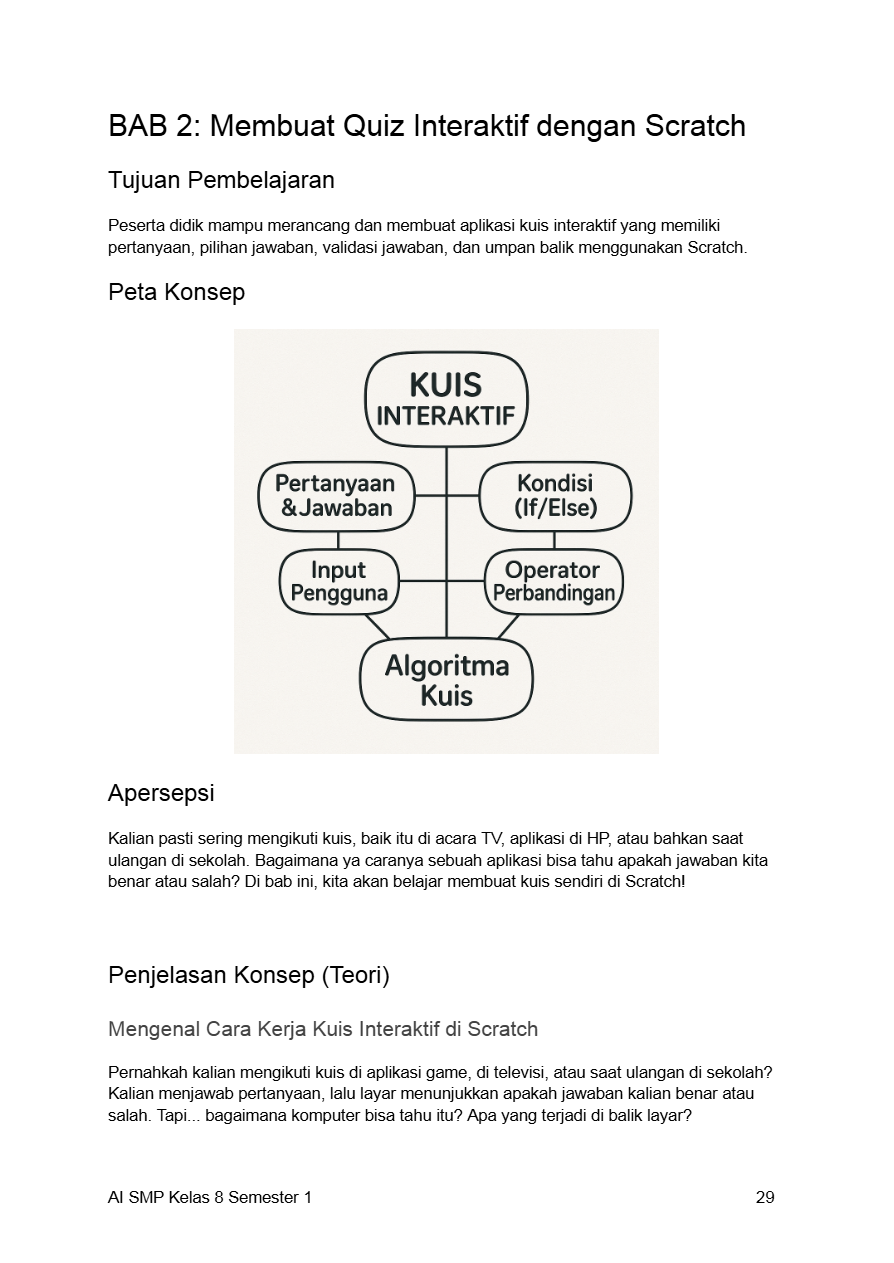 BAB 2: Membuat Quiz Interaktif dengan Scratch
Tujuan Pembelajaran
Peserta didik mampu merancang dan membuat aplikasi kuis interaktif yang memiliki
pertanyaan, pilihan jawaban, validasi jawaban, dan umpan balik menggunakan Scratch.
Peta Konsep
KUIS
INTERAKTIF
Pertanyaan
&Jawaban
Kondisi
(If/Else)
Input
Pengguna
Operator
Perbandingan
Algoritma
Kuis
Apersepsi
Kalian pasti sering mengikuti kuis, baik itu di acara TV, aplikasi di HP, atau bahkan saat
ulangan di sekolah. Bagaimana ya caranya sebuah aplikasi bisa tahu apakah jawaban kita
benar atau salah? Di bab ini, kita akan belajar membuat kuis sendiri di Scratch!
Penjelasan Konsep (Teori)
Mengenal Cara Kerja Kuis Interaktif di Scratch
Pernahkah kalian mengikuti kuis di aplikasi game, di televisi, atau saat ulangan di sekolah?
Kalian menjawab pertanyaan, lalu layar menunjukkan apakah jawaban kalian benar atau
salah. Tapi... bagaimana komputer bisa tahu itu? Apa yang terjadi di balik layar?
AI SMP Kelas 8 Semester 1 29